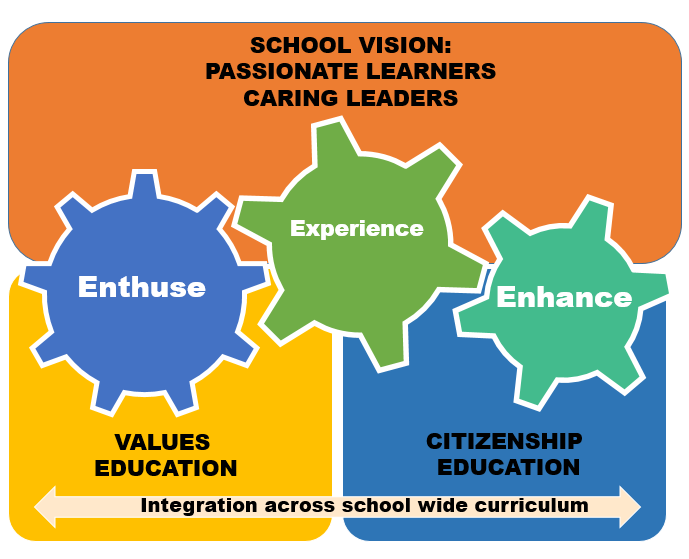 SCHOOL VISION:
PASSIONATE LEARNERS
CARING LEADERS
Enthuse
Experience
Enhance
VALUES
EDUCATION
CITIZENSHIP
EDUCATION
Integration across school wide curriculum